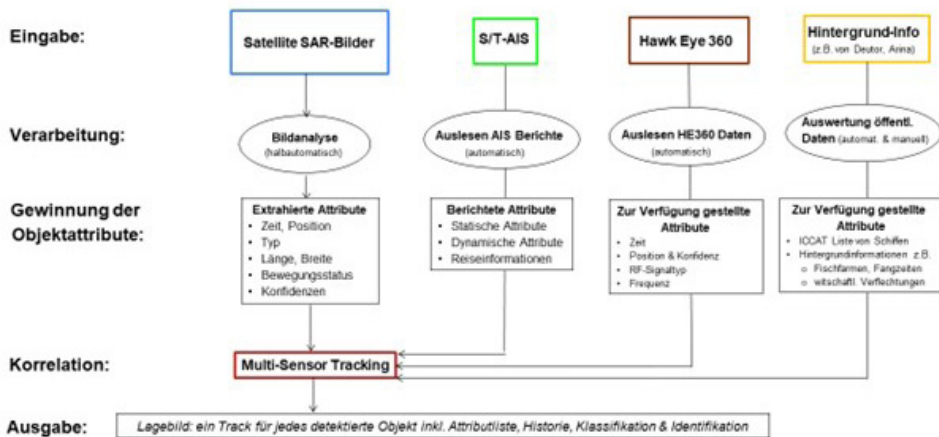 Eingabe:
Satellite SAR-Bilder
S/T-AIS
Hawk Eye 360
Hintergrund-Info
(z.B. von Deutor, Arina)
Verarbeitung:
Bildanalyse
(halbautomatisch)
Auslesen AIS Berichte
(automatisch)
Auslesen HE360 Daten
(automatisch)
Auswertung öffentl.
Daten (automat. & manuell)
Gewinnung der
Objektattribute:
Extrahierte Attribute
• Zeit, Position
• Typ
• Länge, Breite
• Bewegungsstatus
• Konfidenzen
Berichtete Attribute
• Statische Attribute
• Dynamische Attribute
• Reiseinformationen
Zur Verfügung gestellte
Attribute
• Zeit
• Position & Konfidenz
• RF-Signaltyp
• Frequenz
Zur Verfügung gestellte
Attribute
• ICCAT Liste von Schiffen
• Hintergrundinformationen z.B.
o Fischfarmen, Fangzeiten
o witschaftl. Verflechtungen
Korrelation:
Multi-Sensor Tracking
Ausgabe:
Lagebild: ein Track für jedes detektierte Objekt inkl. Attributliste, Historie, Klassifikation & Identifikation